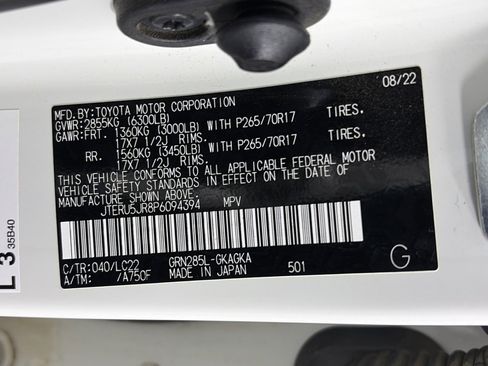 08/22
MFD. BY: TOYOTA MOTOR CORPORATION
GVWR: 2855KG (6300LB)
GAWR: FRT. 1360KG (3000LB) WITH P265/70R17 TIRES.
17X7 1/2J RIMS.
RR. 1560KG (3450LB) WITH P265/70R17 TIRES.
17X7 1/2J RIMS.
THIS VEHICLE CONFORMS TO ALL APPLICABLE FEDERAL MOTOR
VEHICLE SAFETY STANDARDS IN EFFECT ON THE DATE OF
MANUFACTURE SHOWN ABOVE.
JTERU5JR8P6094394 MPV
C/TR: 040/LC22 GRN285L-GKAGKA
A/TM: /A750F MADE IN JAPAN 501
G
L 3
35B40